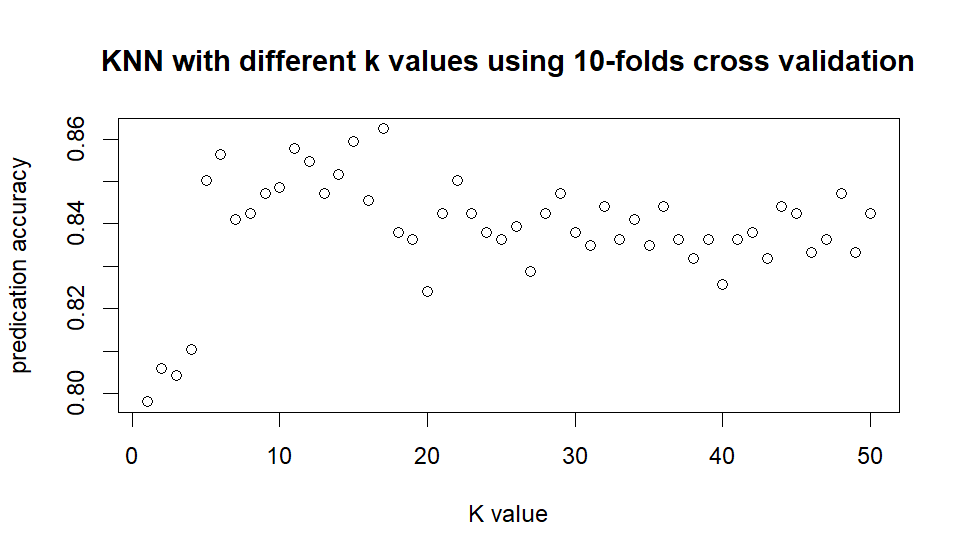 KNN with different k values using 10-folds cross validation
predication accuracy
0.86
0.84
0.82
0.80
0 10 20 30 40 50
K value